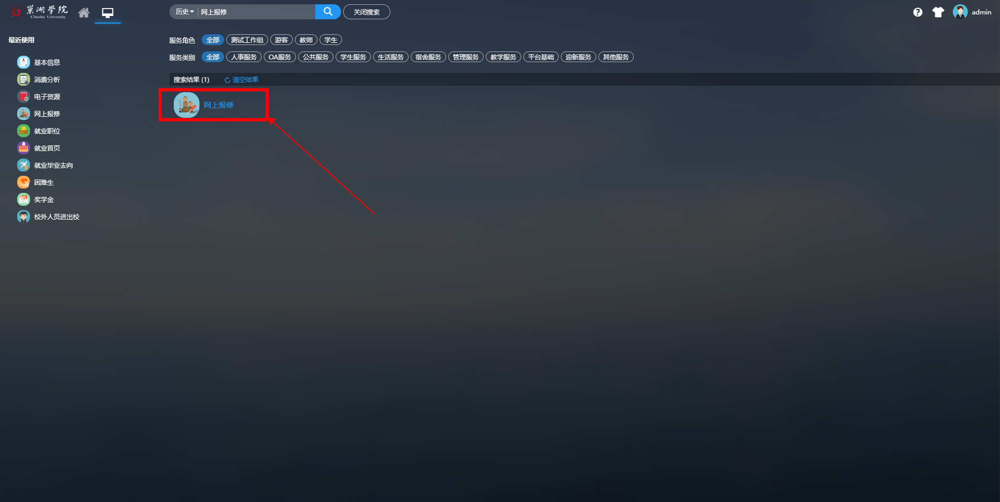 巢湖學院
Chaohu University
历史 网上报修 关闭搜索
admin
最近使用
基本信息
消费分析
电子资源
网上报修
就业职位
就业首页
就业毕业去向
困难生
奖学金
校外人员进出校
服务角色 全部 测试工作组 游客 教师 学生
服务类别 全部 人事服务 OA服务 公共服务 学生服务 生活服务 宿舍服务 管理服务 教学服务 平台基础 迎新服务 其他服务
搜索结果 (1) 清空结果
网上报修